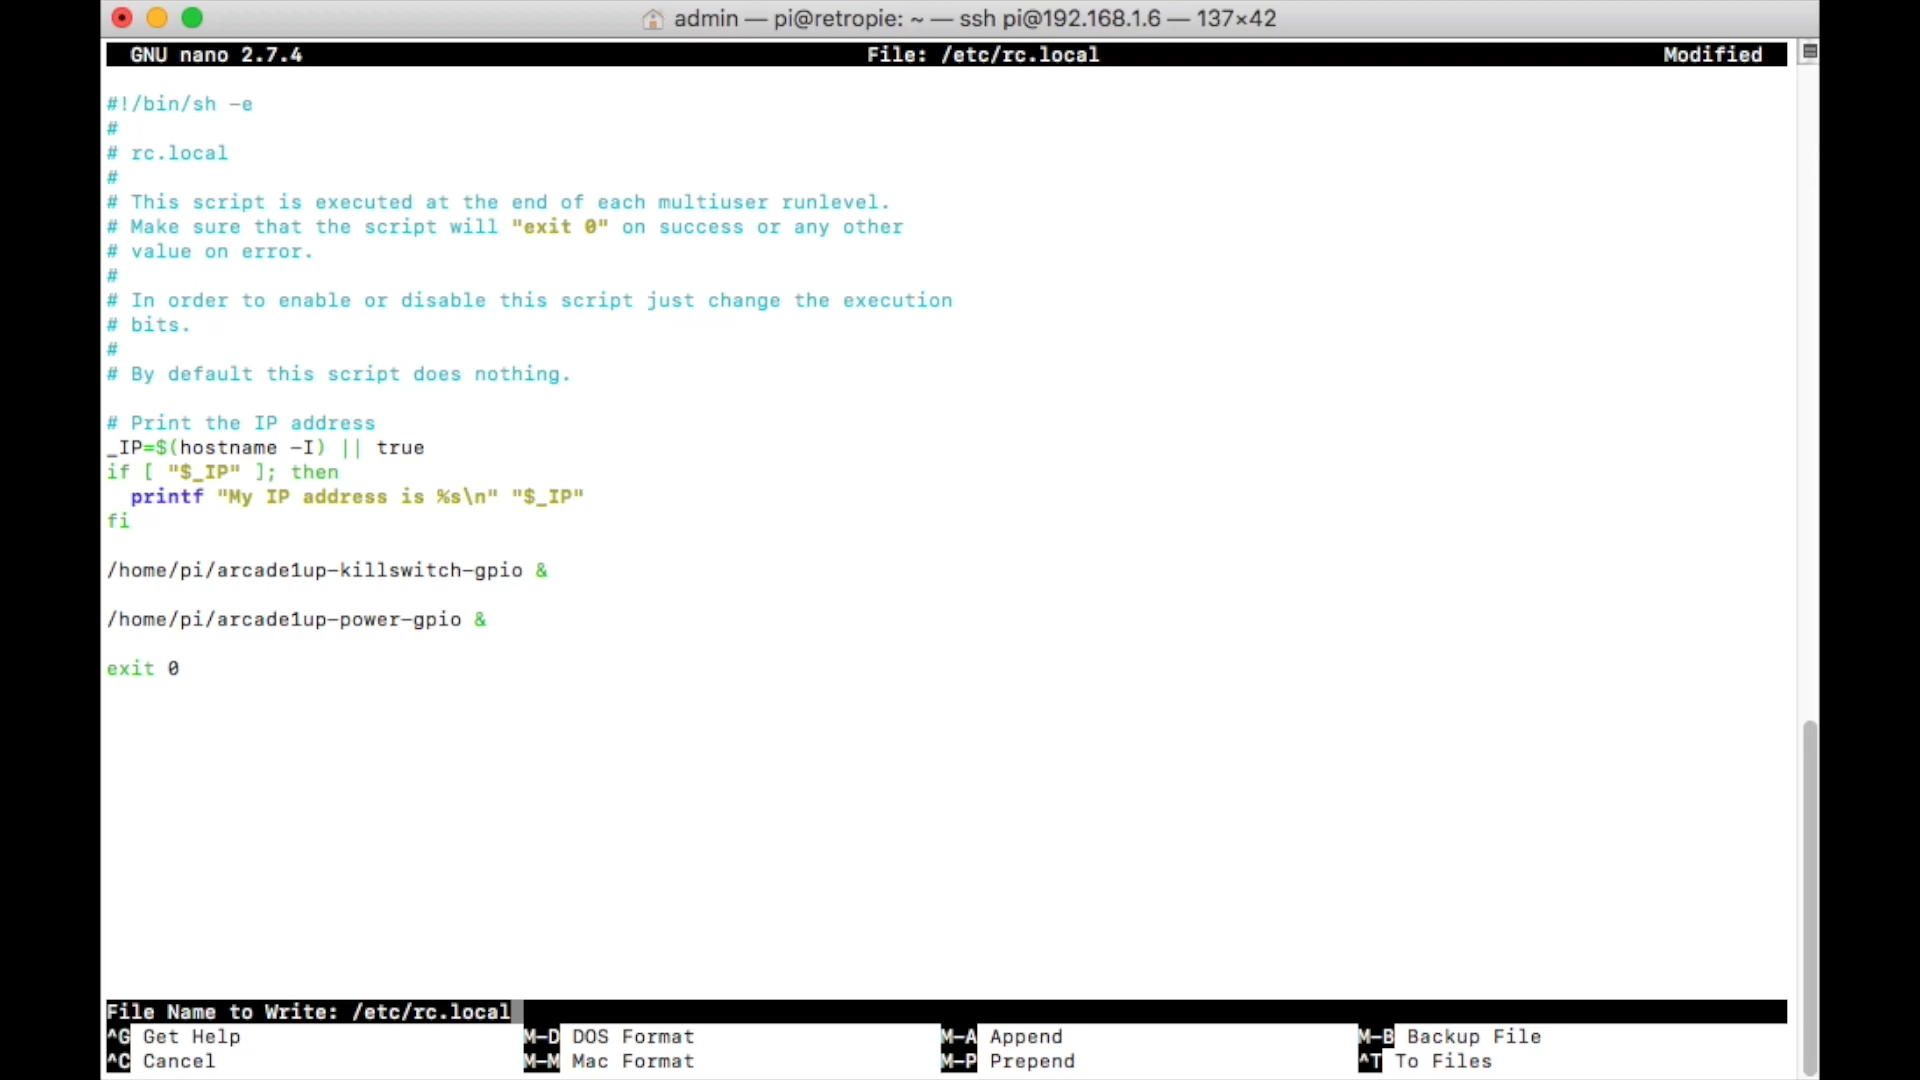 admin — pi@retropie: ~ — ssh pi@192.168.1.6 — 137×42
GNU nano 2.7.4 File: /etc/rc.local Modified
#!/bin/sh -e
#
# rc.local
#
# This script is executed at the end of each multiuser runlevel.
# Make sure that the script will "exit 0" on success or any other
# value on error.
#
# In order to enable or disable this script just change the execution
# bits.
#
# By default this script does nothing.
# Print the IP address
_IP=$(hostname -I) || true
if [ "$_IP" ]; then
  printf "My IP address is %s\n" "$_IP"
fi
/home/pi/arcade1up-killswitch-gpio &
/home/pi/arcade1up-power-gpio &
exit 0
File Name to Write: /etc/rc.local
^G Get Help M-D DOS Format M-A Append M-B Backup File
^C Cancel M-M Mac Format M-P Prepend ^T To Files